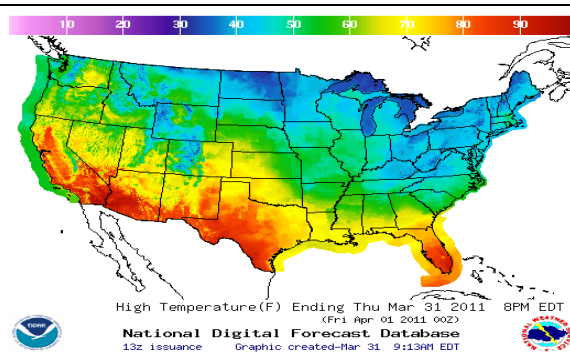 10 20 30 40 50 60 70 80 90
High Temperature(F) Ending Thu Mar 31 2011 8PM EDT
(Fri Apr 01 2011 00Z)
National Digital Forecast Database
13z issuance Graphic created-Mar 31 9:13AM EDT
noaa